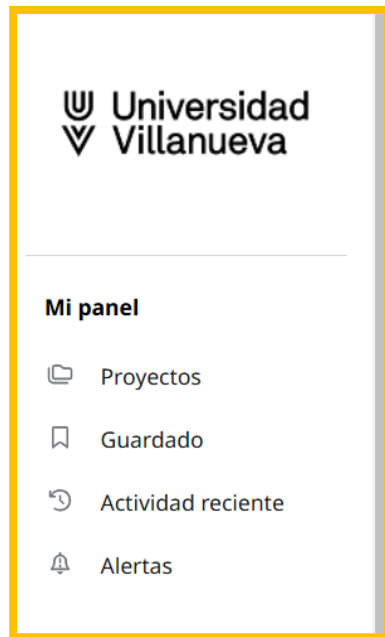 Universidad
Villanueva
Mi panel
Proyectos
Guardado
Actividad reciente
Alertas